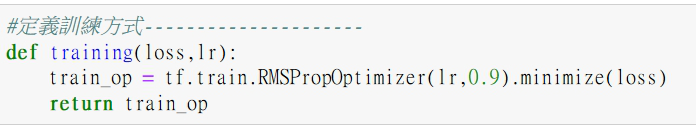 #定義訓練方式---------------------
def training(loss,lr):
    train_op = tf.train.RMSPropOptimizer(lr,0.9).minimize(loss)
    return train_op